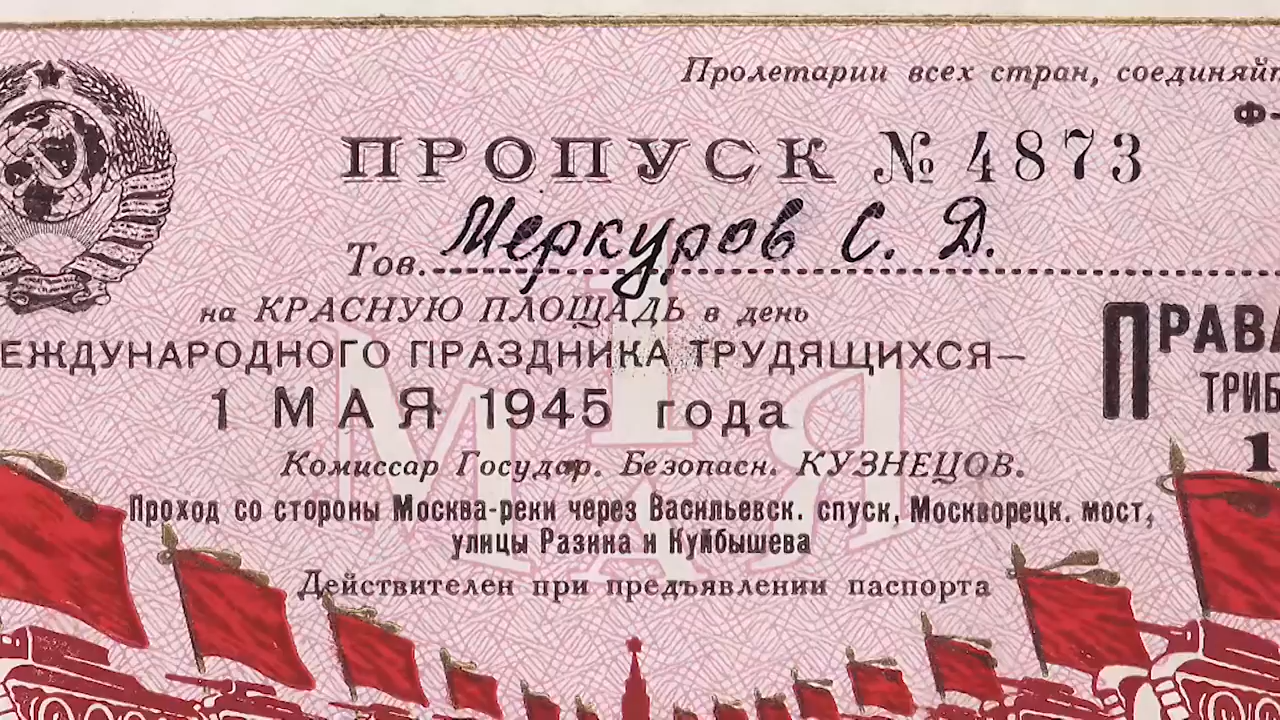 Пролетарии всех стран, соединяйт
Ф-
ПРОПУСК № 4873
Тов. Меркуров С. Д.
на КРАСНУЮ ПЛОЩАДЬ в день
ЕЖДУНАРОДНОГО ПРАЗДНИКА ТРУДЯЩИХСЯ—
1 МАЯ 1945 года
ПРАВА
ТРИБ
1
Комиссар Государ. Безопасн. КУЗНЕЦОВ.
Проход со стороны Москва-реки через Васильевск. спуск, Москворецк. мост,
улицы Разина и Куйбышева
Действителен при предъявлении паспорта
1 МАЯ